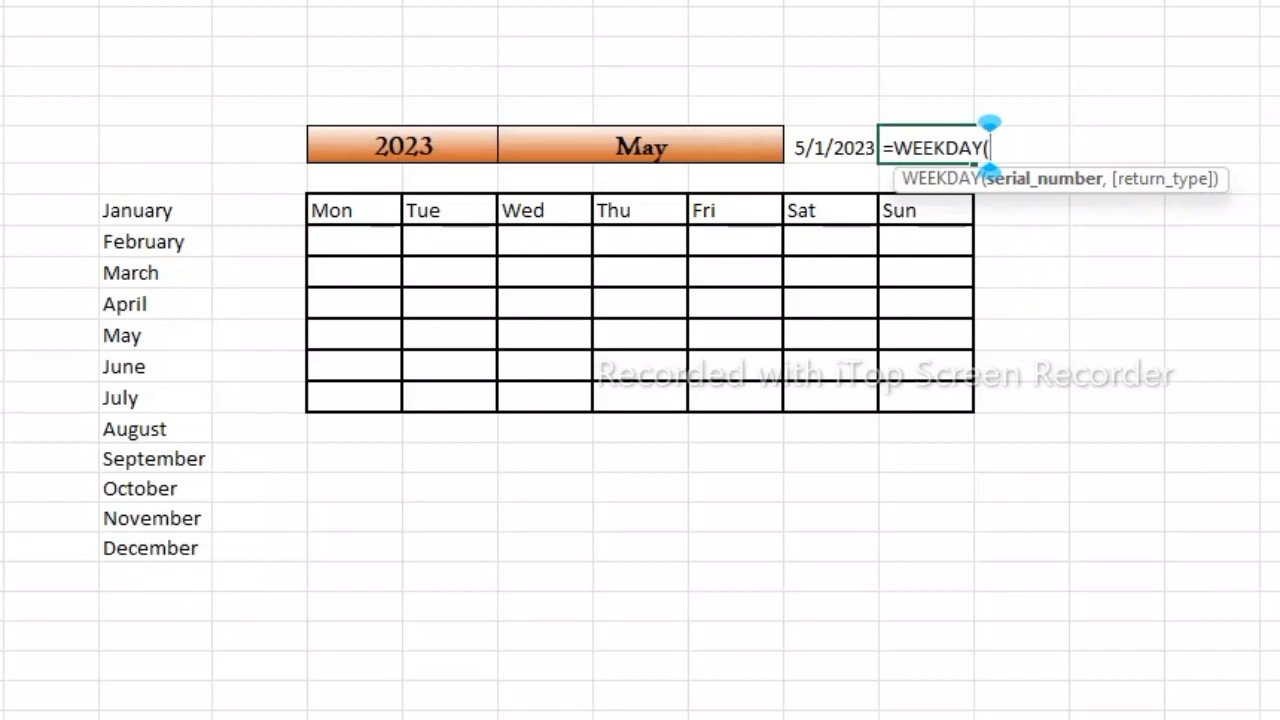 2023 May 5/1/2023 =WEEKDAY(
WEEKDAY(serial_number, [return_type])
January Mon Tue Wed Thu Fri Sat Sun
February
March
April
May
June
Recorded with iTop Screen Recorder
July
August
September
October
November
December